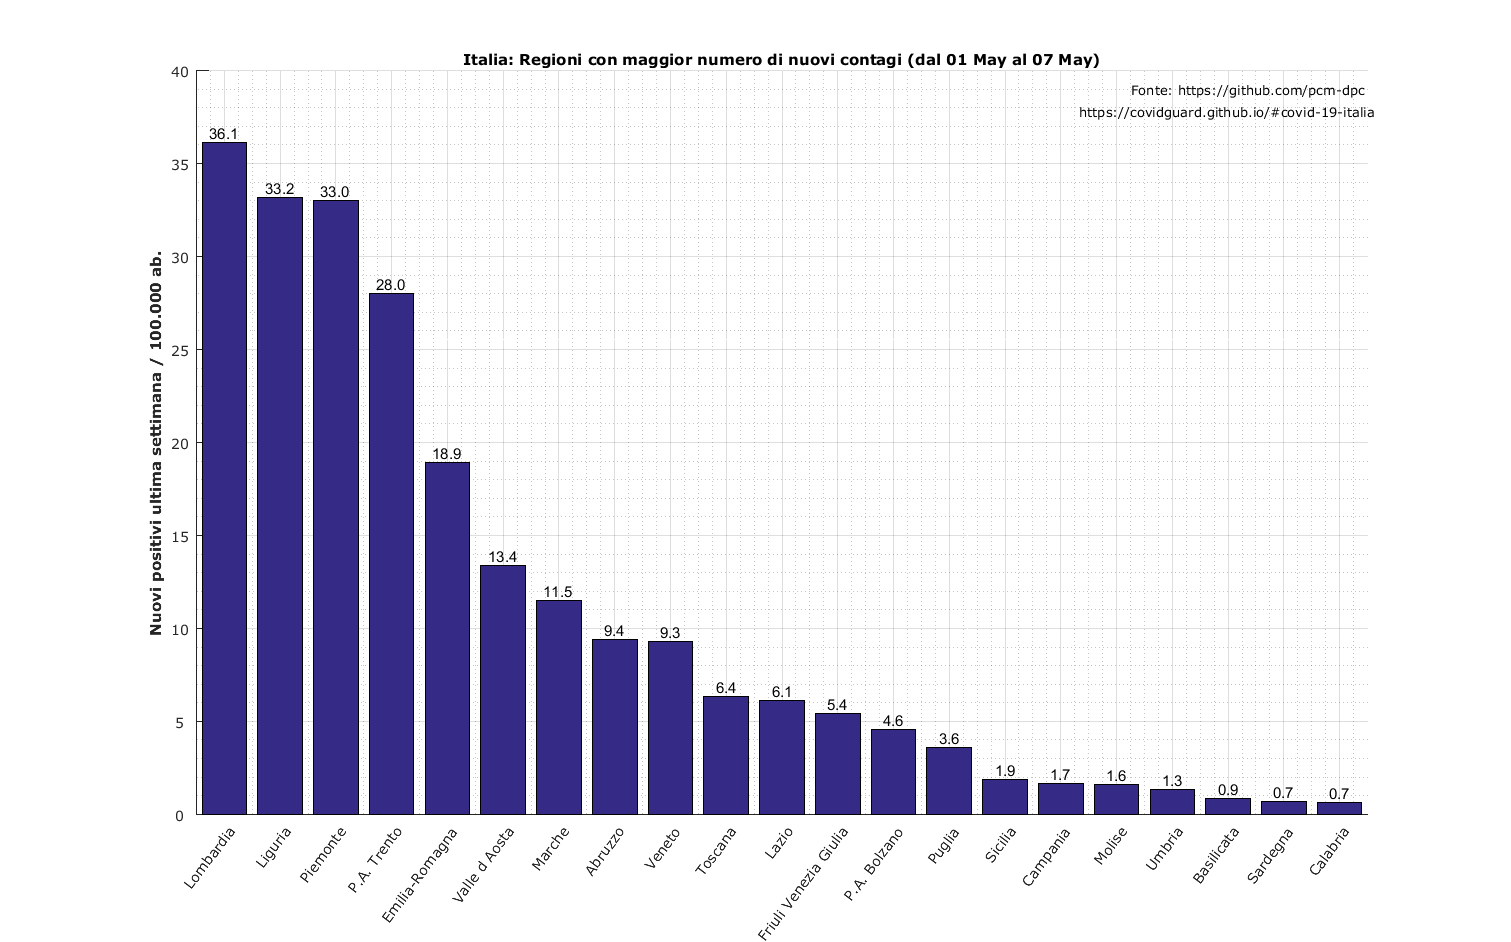 Italia: Regioni con maggior numero di nuovi contagi (dal 01 May al 07 May)
Fonte: https://github.com/pcm-dpc
https://covidguard.github.io/#covid-19-italia
Nuovi positivi ultima settimana / 100.000 ab.
40
35
30
25
20
15
10
5
0
36.1
33.2
33.0
28.0
18.9
13.4
11.5
9.4
9.3
6.4
6.1
5.4
4.6
3.6
1.9
1.7
1.6
1.3
0.9
0.7
0.7
Lombardia
Liguria
Piemonte
P.A. Trento
Emilia-Romagna
Valle d Aosta
Marche
Abruzzo
Veneto
Toscana
Lazio
Friuli Venezia Giulia
P.A. Bolzano
Puglia
Sicilia
Campania
Molise
Umbria
Basilicata
Sardegna
Calabria